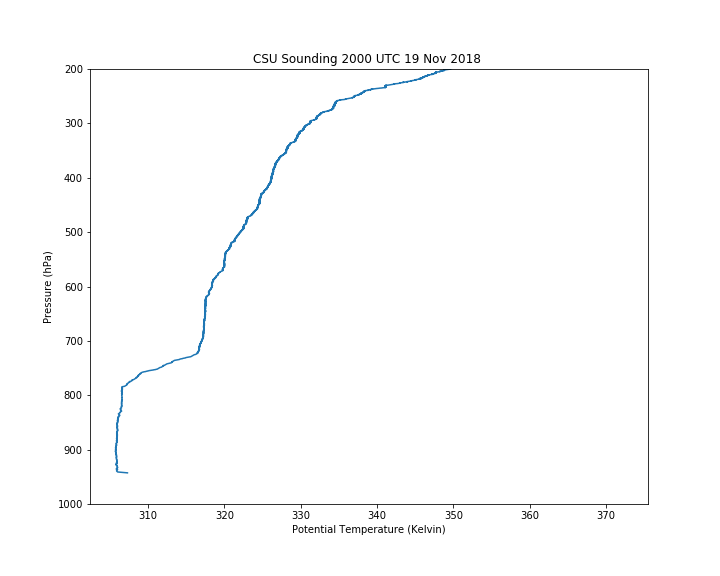 CSU Sounding 2000 UTC 19 Nov 2018
200
300
400
500
600
700
800
900
1000
Pressure (hPa)
310 320 330 340 350 360 370
Potential Temperature (Kelvin)